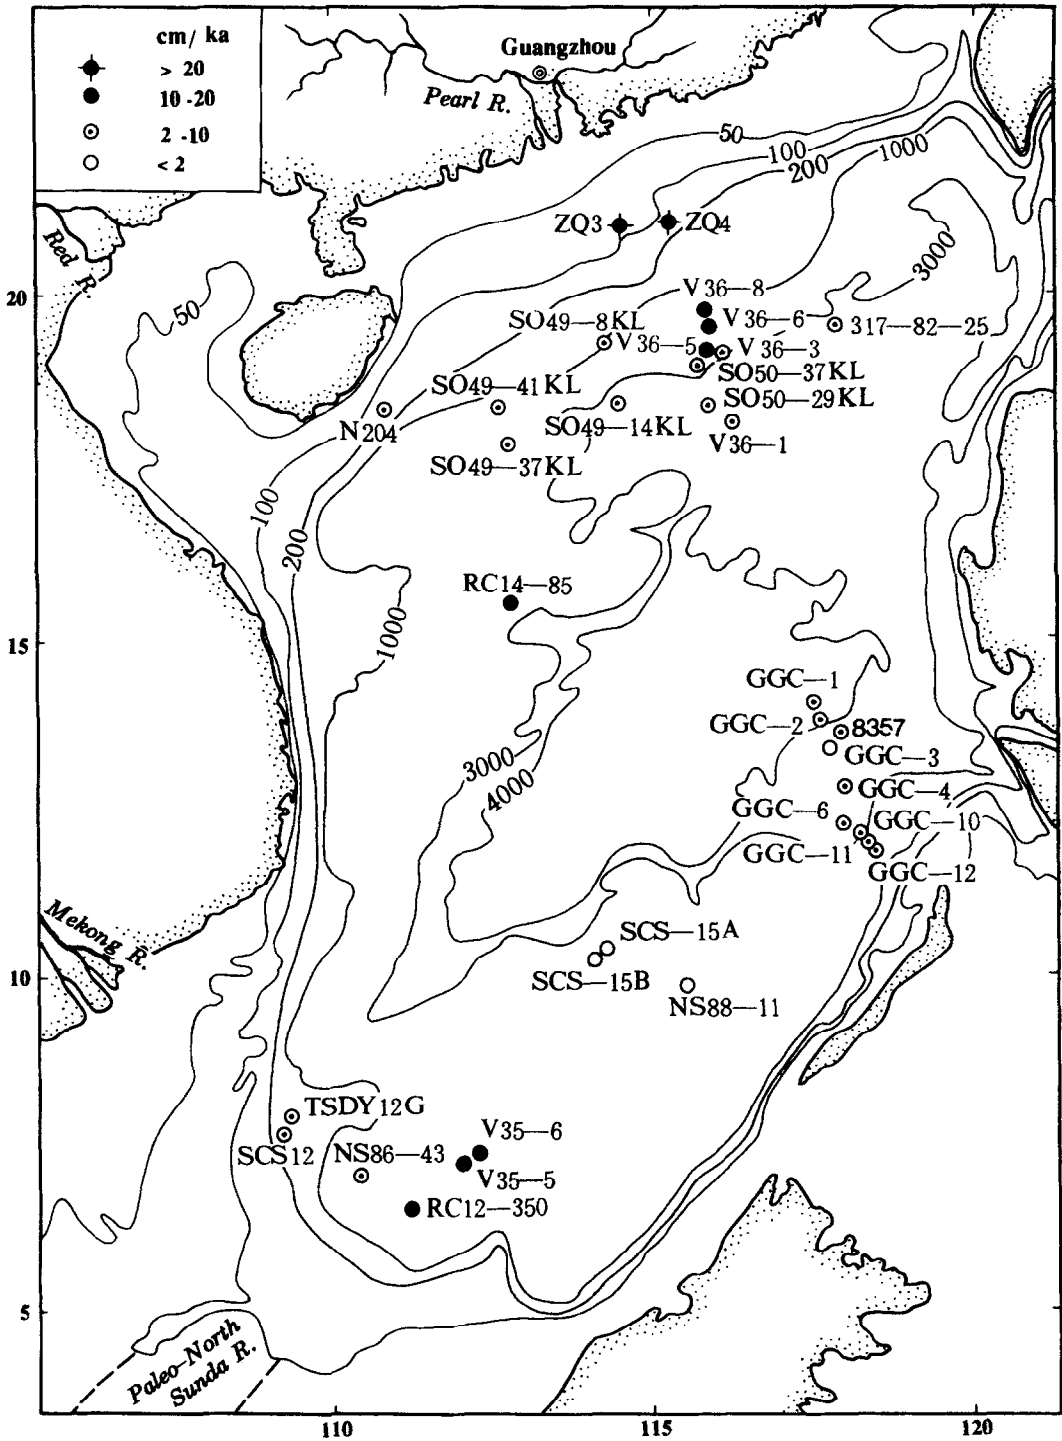 cm/ ka
> 20
10 -20
2 -10
< 2
Guangzhou
Pearl R.
50
100
200
1000
ZQ3
ZQ4
Red R.
3000
20
50
V36—8
SO49—8KL
V36—6
317—82—25
V36—5
V36—3
SO50—37KL
SO49—41KL
SO50—29KL
N204
SO49—14KL
V36—1
SO49—37KL
100
200
RC14—85
1000
15
GGC—1
GGC—2
8357
GGC—3
3000
4000
GGC—4
GGC—6
GGC—10
GGC—11
GGC—12
Mekong R.
SCS—15A
10
SCS—15B
NS88—11
TSDY12G
V35—6
SCS12
NS86—43
V35—5
RC12—350
5
Paleo-North
Sunda R.
110
115
120